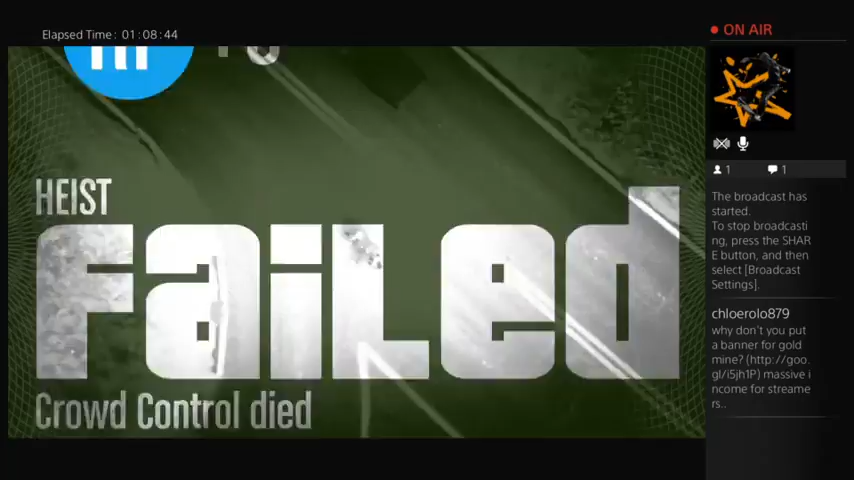 Elapsed Time: 01:08:44
ON AIR
HEIST
Failed
Crowd Control died
1
1
The broadcast has
started.
To stop broadcasti
ng, press the SHAR
E button, and then
select [Broadcast
Settings].
chloerolo879
why don't you put
a banner for gold
mine? (http://goo.
gl/i5jh1P) massive i
ncome for streame
rs..